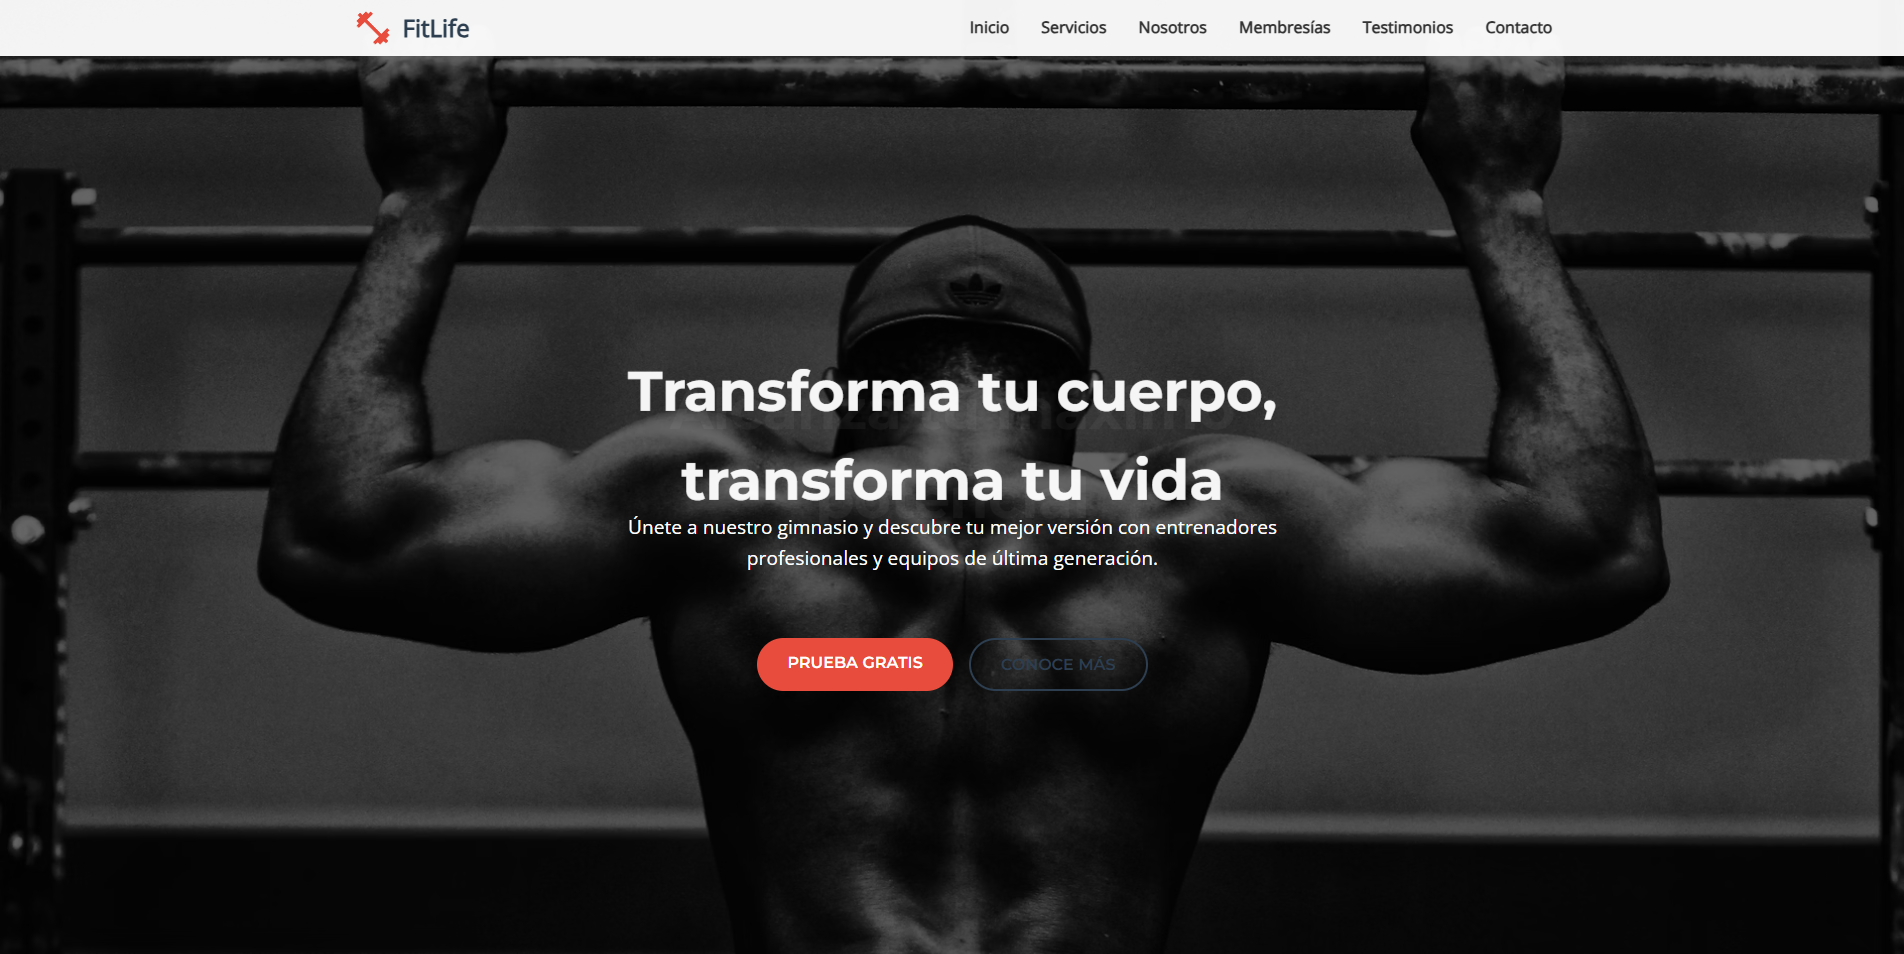 FitLife
Inicio
Servicios
Nosotros
Membresías
Testimonios
Contacto
Transforma tu cuerpo,
transforma tu vida
Únete a nuestro gimnasio y descubre tu mejor versión con entrenadores
profesionales y equipos de última generación.
PRUEBA GRATIS
CONOCE MÁS